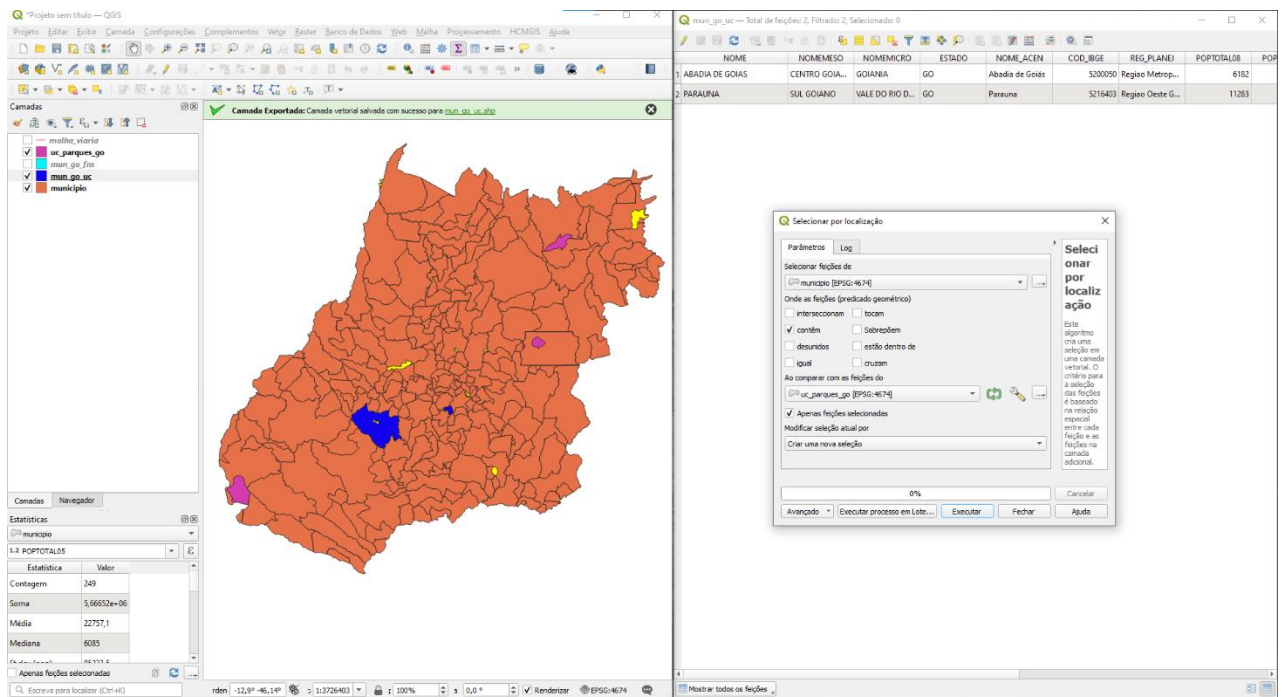 *Projeto sem título — QGIS
Projeto Editar Exibir Camada Configurações Complementos Vetor Raster Banco de Dados Web Malha Processamento HCMGIS Ajuda
Camadas
malha_viaria
uc_parques_go
mun_go_fns
mun_go_uc
municipio
Camada Exportada: Camada vetorial salvada com sucesso para mun_go_uc.shp
Camadas Navegador
Estatísticas
municipio
1.2 POPTOTAL05
ε
Estatística Valor
Contagem 249
Soma 5,66652e+06
Média 22757,1
Mediana 6085
Apenas feições selecionadas
Escreva para localizar (Ctrl+K)
rden -12,9° -46,14° 1:3726403 100% 0,0 ° Renderizar EPSG:4674
mun_go_uc — Total de feições: 2, Filtrado: 2, Selecionado: 0
NOME NOMEMESO NOMEMICRO ESTADO NOME_ACEN COD_IBGE REG_PLANEJ POPTOTAL08 POP
1 ABADIA DE GOIAS CENTRO GOIA... GOIANIA GO Abadia de Goiás 5200050 Regiao Metrop... 6182
2 PARAUNA SUL GOIANO VALE DO RIO D... GO Parauna 5216403 Regiao Oeste G... 11283
Selecionar por localização
Parâmetros Log
Selecionar feições de
municipio [EPSG:4674]
Onde as feições (predicado geométrico)
interseccionam tocam
contêm Sobrepõem
desunidos estão dentro de
igual cruzam
Ao comparar com as feições do
uc_parques_go [EPSG:4674]
Apenas feições selecionadas
Modificar seleção atual por
Criar uma nova seleção
Seleci
onar
por
localiz
ação
Este
algoritmo
cria uma
seleção em
uma camada
vetorial. O
critério para
a seleção
das feições
é baseado
na relação
espacial
entre cada
feição e as
feições na
camada
adicional.
0%
Cancelar
Avançado Executar processo em Lote... Executar Fechar Ajuda
Mostrar todos os feições